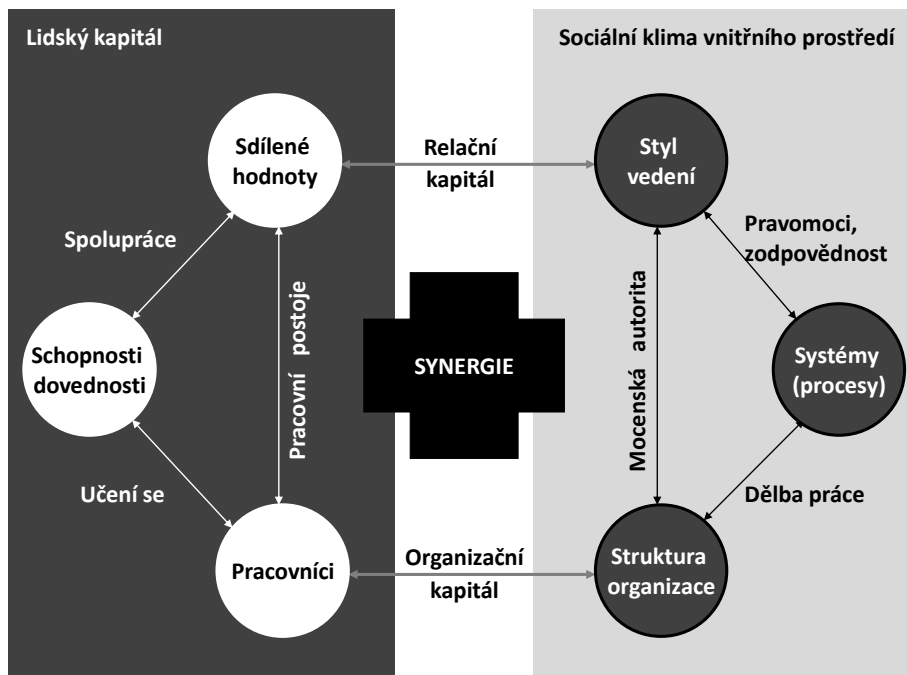 Lidský kapitál
Sociální klima vnitřního prostředí
Sdílené
hodnoty
Relační
kapitál
Styl
vedení
Spolupráce
Pravomoci,
zodpovědnost
Schopnosti
dovednosti
Pracovní postoje
SYNERGIE
Mocenská autorita
Systémy
(procesy)
Učení se
Dělba práce
Pracovníci
Organizační
kapitál
Struktura
organizace